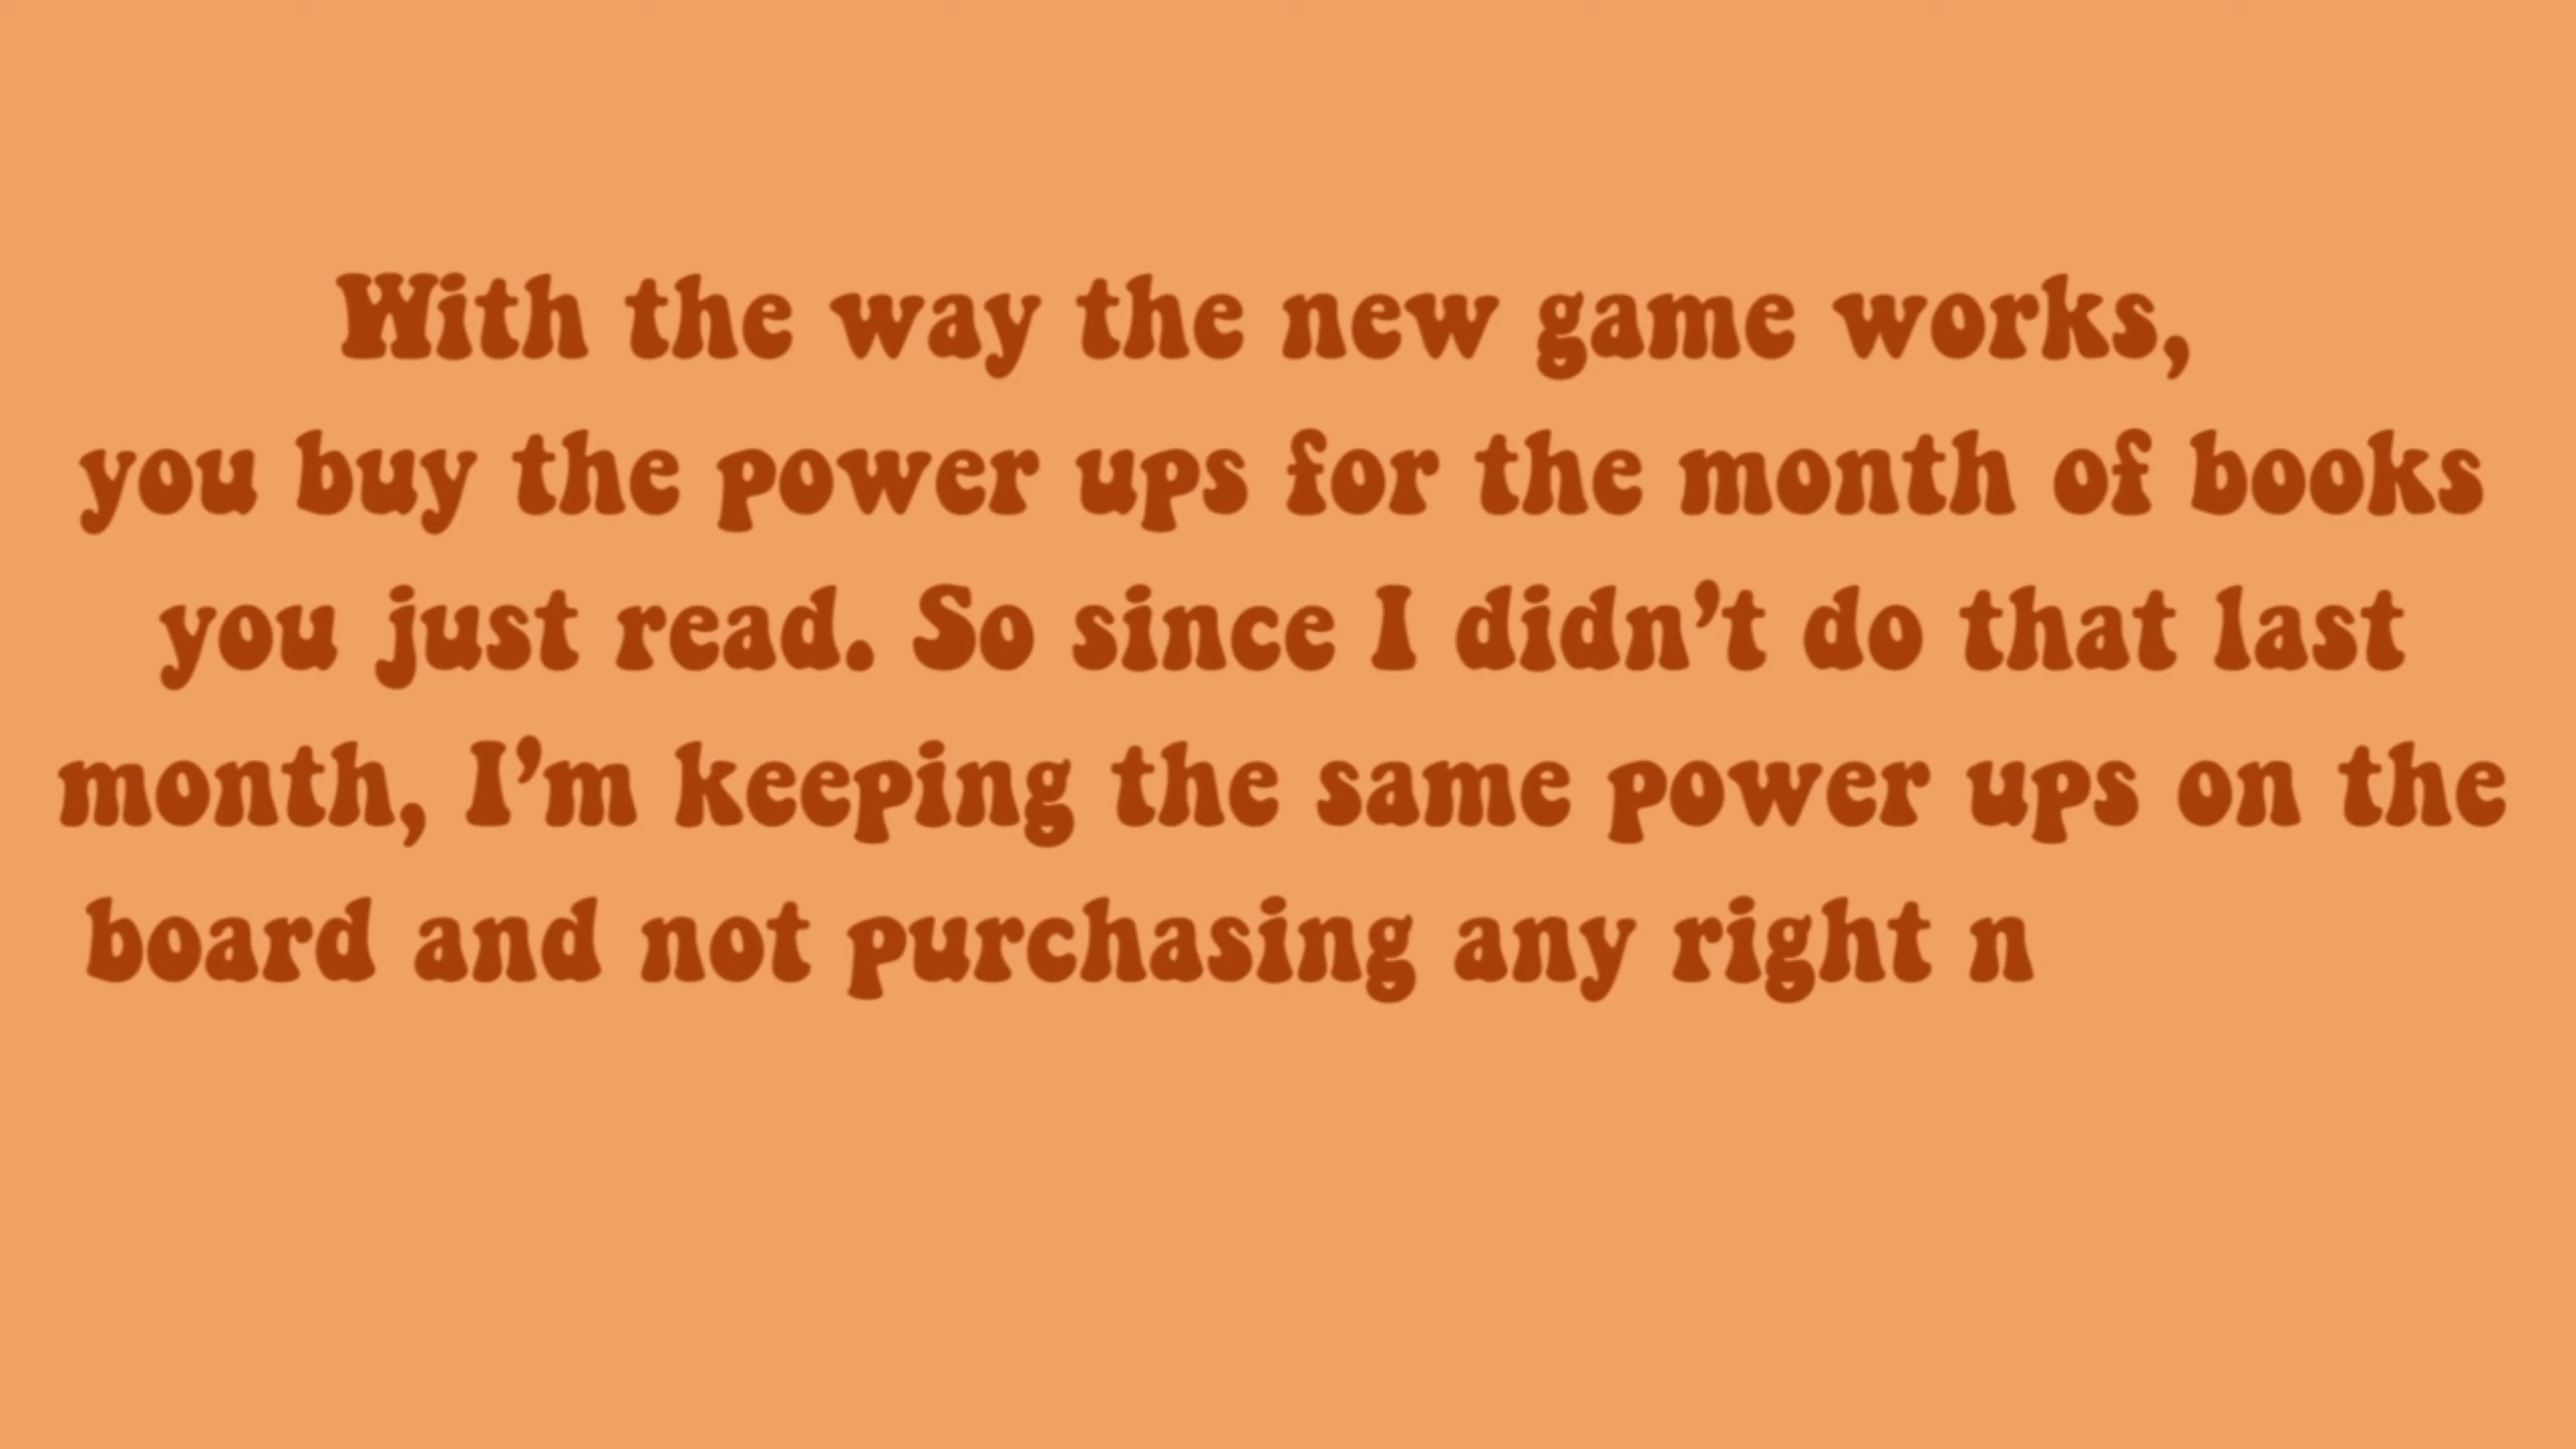 With the way the new game works,
you buy the power ups for the month of books
you just read. So since I didn’t do that last
month, I’m keeping the same power ups on the
board and not purchasing any right n